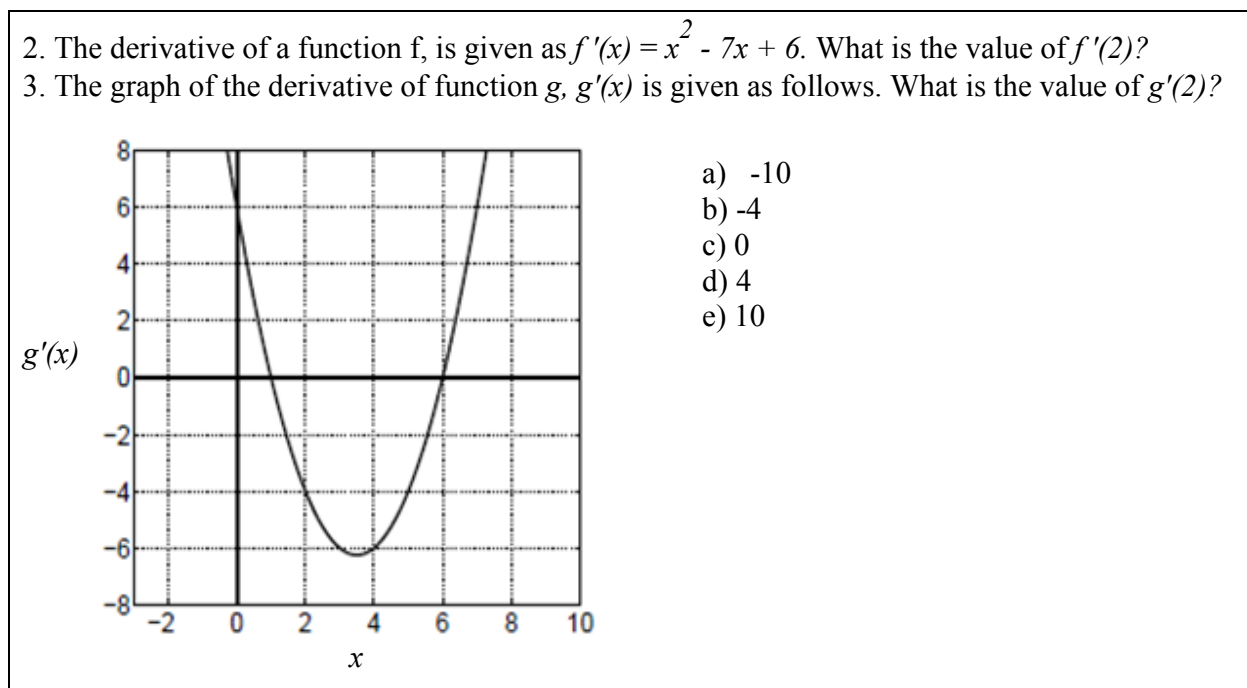 2. The derivative of a function f, is given as f '(x) = x² - 7x + 6. What is the value of f '(2)?
3. The graph of the derivative of function g, g'(x) is given as follows. What is the value of g'(2)?
a) -10
b) -4
c) 0
d) 4
e) 10
8
6
4
2
0
−2
−4
−6
−8
g'(x)
−2 0 2 4 6 8 10
x